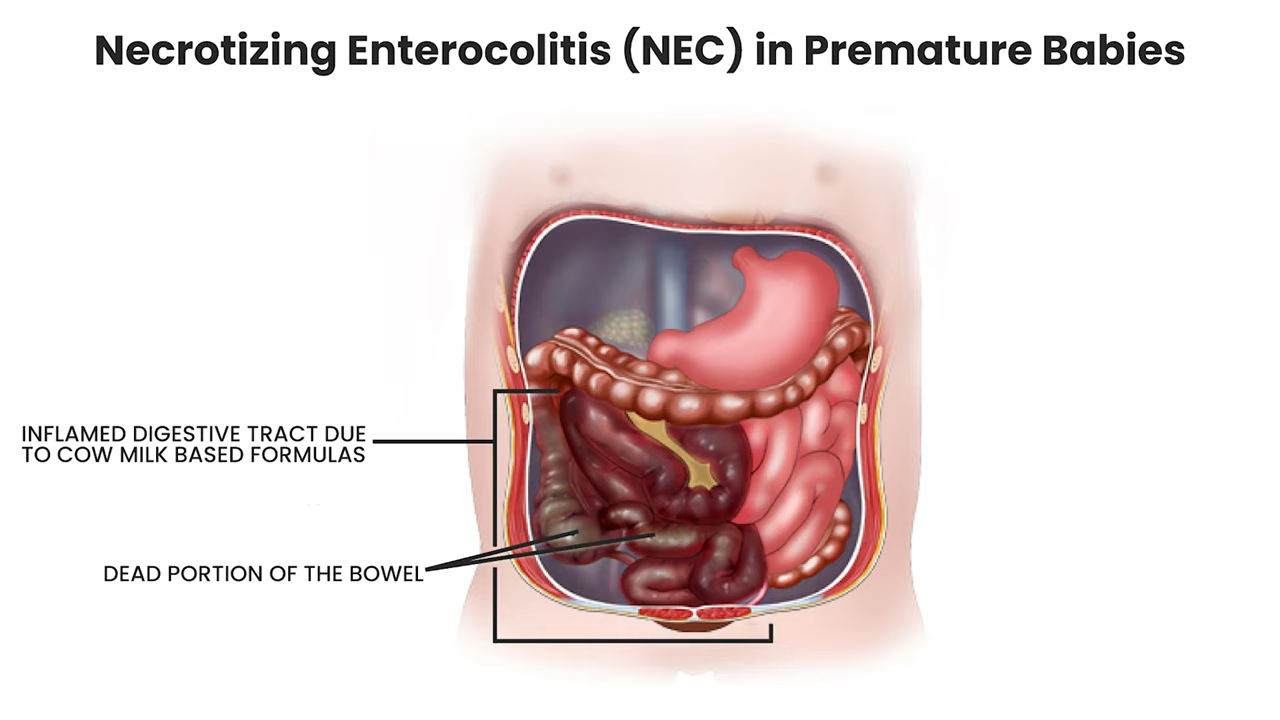 Necrotizing Enterocolitis (NEC) in Premature Babies
INFLAMED DIGESTIVE TRACT DUE
TO COW MILK BASED FORMULAS
DEAD PORTION OF THE BOWEL